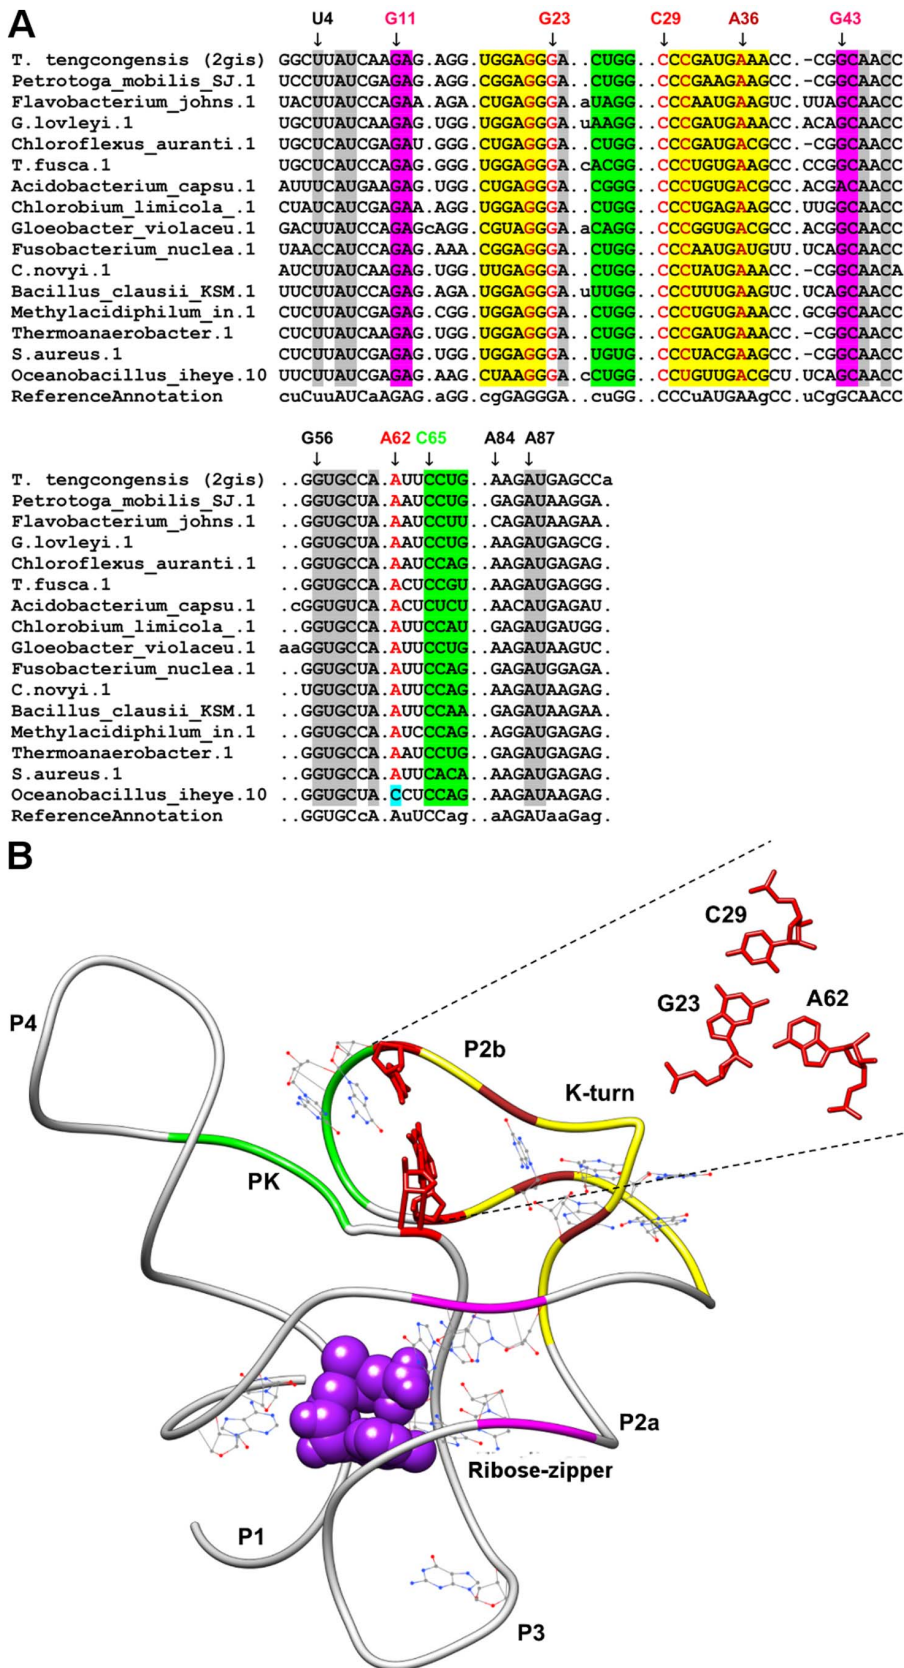 A
U4 G11 G23 C29 A36 G43
↓ ↓ ↓ ↓ ↓ ↓
T. tengcongensis (2gis) GGCUUAUCAAGAG.AGG.UGGAGGGA..CUGG..CCCGAUGAAACC.-CGGCAACC
Petrotoga_mobilis_SJ.1 UCCUUAUCAAGAG.AGG.CGGAGGGA..CUGG..CCCGAAGAAACC.-CGGCAACC
Flavobacterium_johns.1 UACUUAUCCAGAA.AGA.CUGAGGGA.aUAGG..CCCAAUGAAGUC.UUAGCAACC
G.lovleyi.1 UGCUUAUCAAGAG.UGG.UGGAGGGA.uAAGG..CCCGAUGAAACC.ACAGCAACC
Chloroflexus_auranti.1 UGCUCAUCGAGAU.GGG.CUGAGGGA..CUGG..CCCGAUGACGCC.-CGGCAACC
T.fusca.1 UGCUCAUCCAGAG.GGG.UGGAGGGA.cACGG..CCCUGUGAAGCC.CCGGCAACC
Acidobacterium_capsu.1 AUUUCAUGAAGAG.UGG.CUGAGGGA..CGGG..CCCUGUGACGCC.ACGACAACC
Chlorobium_limicola_.1 CUAUCAUCGAGAA.AGG.UGGAGGGA..CUGG..CCCUGAGAAGCC.UUGGCAACC
Gloeobacter_violaceu.1 GACUUAUCCAGAGcAGG.CGUAGGGA.aCAGG..CCCGGUGACGCC.ACGGCAACC
Fusobacterium_nuclea.1 UAACCAUCCAGAG.AAA.CGGAGGGA..CUGG..CCCAAUGAUGUU.UCAGCAACC
C.novyi.1 AUCUUAUCAAGAG.UGG.UUGAGGGA..CUGG..CCCUAUGAAACC.-CGGCAACA
Bacillus_clausii_KSM.1 UUCUUAUCGAGAG.AGA.UGGAGGGA.uUUGG..CCCUUUGAAGUC.UCAGCAACC
Methylacidiphilum_in.1 CUCUUAUCGAGAG.CGG.UGGAGGGA..CUGG..CCCUGUGAAACC.GCGGCAACC
Thermoanaerobacter.1 CUCUUAUCAAGAG.UGG.UGGAGGGA..CUGG..CCCGAUGAAACC.-CGGCAACC
S.aureus.1 CUCUUAUCGAGAG.UGG.UGGAGGGA..UGUG..CCCUACGAAGCC.-CGGCAACC
Oceanobacillus_iheye.10 UUCUUAUCGAGAG.AAG.CUAAGGGA.cCUGG..CCUGUUGACGCU.UCAGCAACC
ReferenceAnnotation cuCuuAUCaAGAG.aGG.cgGAGGGA..cuGG..CCCuAUGAAgCC.uCgGCAACC
G56 A62 C65 A84 A87
↓ ↓ ↓ ↓ ↓
T. tengcongensis (2gis) ..GGUGCCA.AUUCCUG..AAGAUGAGCCa
Petrotoga_mobilis_SJ.1 ..GGUGCUA.AAUCCUG..GAGAUAAGGA.
Flavobacterium_johns.1 ..GGUGCCA.AAUCCUU..CAGAUAAGAA.
G.lovleyi.1 ..GGUGCUA.AAUCCUG..AAGAUGAGCG.
Chloroflexus_auranti.1 ..GGUGCCA.AAUCCAG..AAGAUGAGAG.
T.fusca.1 ..GGUGCCA.ACUCCGU..AAGAUGAGGG.
Acidobacterium_capsu.1 .cGGUGUCA.ACUCUCU..AACAUGAGAU.
Chlorobium_limicola_.1 ..GGUGCCA.AUUCCAU..GAGAUGAUGG.
Gloeobacter_violaceu.1 aaGGUGCCA.AUUCCUG..AAGAUAAGUC.
Fusobacterium_nuclea.1 ..GGUGCUA.AUUCCAG..GAGAUGGAGA.
C.novyi.1 ..UGUGCUA.AUUCCAG..AAGAUAAGAG.
Bacillus_clausii_KSM.1 ..GGUGCUA.AUUCCAA..GAGAUAAGAA.
Methylacidiphilum_in.1 ..GGUGCCA.AUCCCAG..AGGAUGAGAG.
Thermoanaerobacter.1 ..GGUGCCA.AAUCCUG..GAGAUGAGAG.
S.aureus.1 ..GGUGCCA.AUUCACA..AAGAUGAGAG.
Oceanobacillus_iheye.10 ..GGUGCUA.CCUCCAG..AAGAUAAGAG.
ReferenceAnnotation ..GGUGCcA.AuUCCag..aAGAUaaGag.
B
C29
G23 A62
P4
P2b
K-turn
PK
P2a
Ribose-zipper
P1
P3